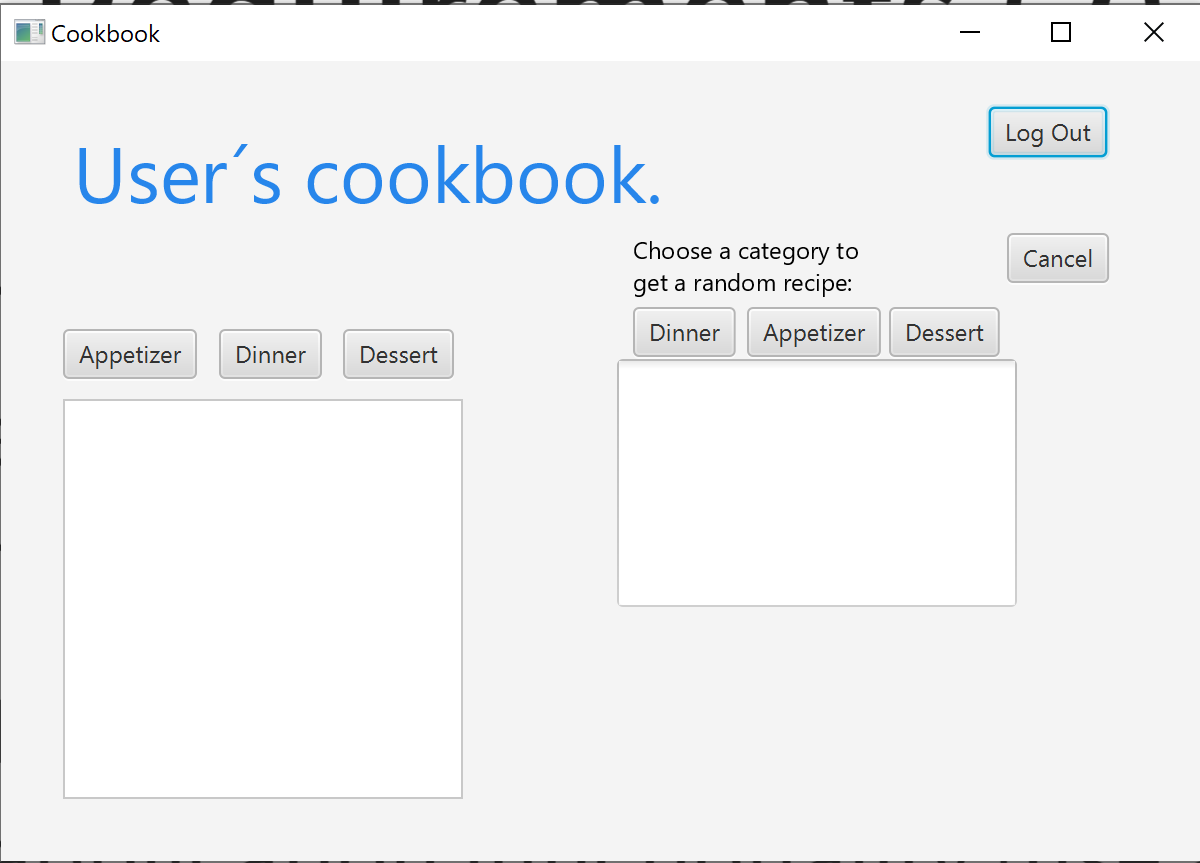 Cookbook
Log Out
User´s cookbook.
Choose a category to
get a random recipe:
Cancel
Dinner Appetizer Dessert
Appetizer Dinner Dessert